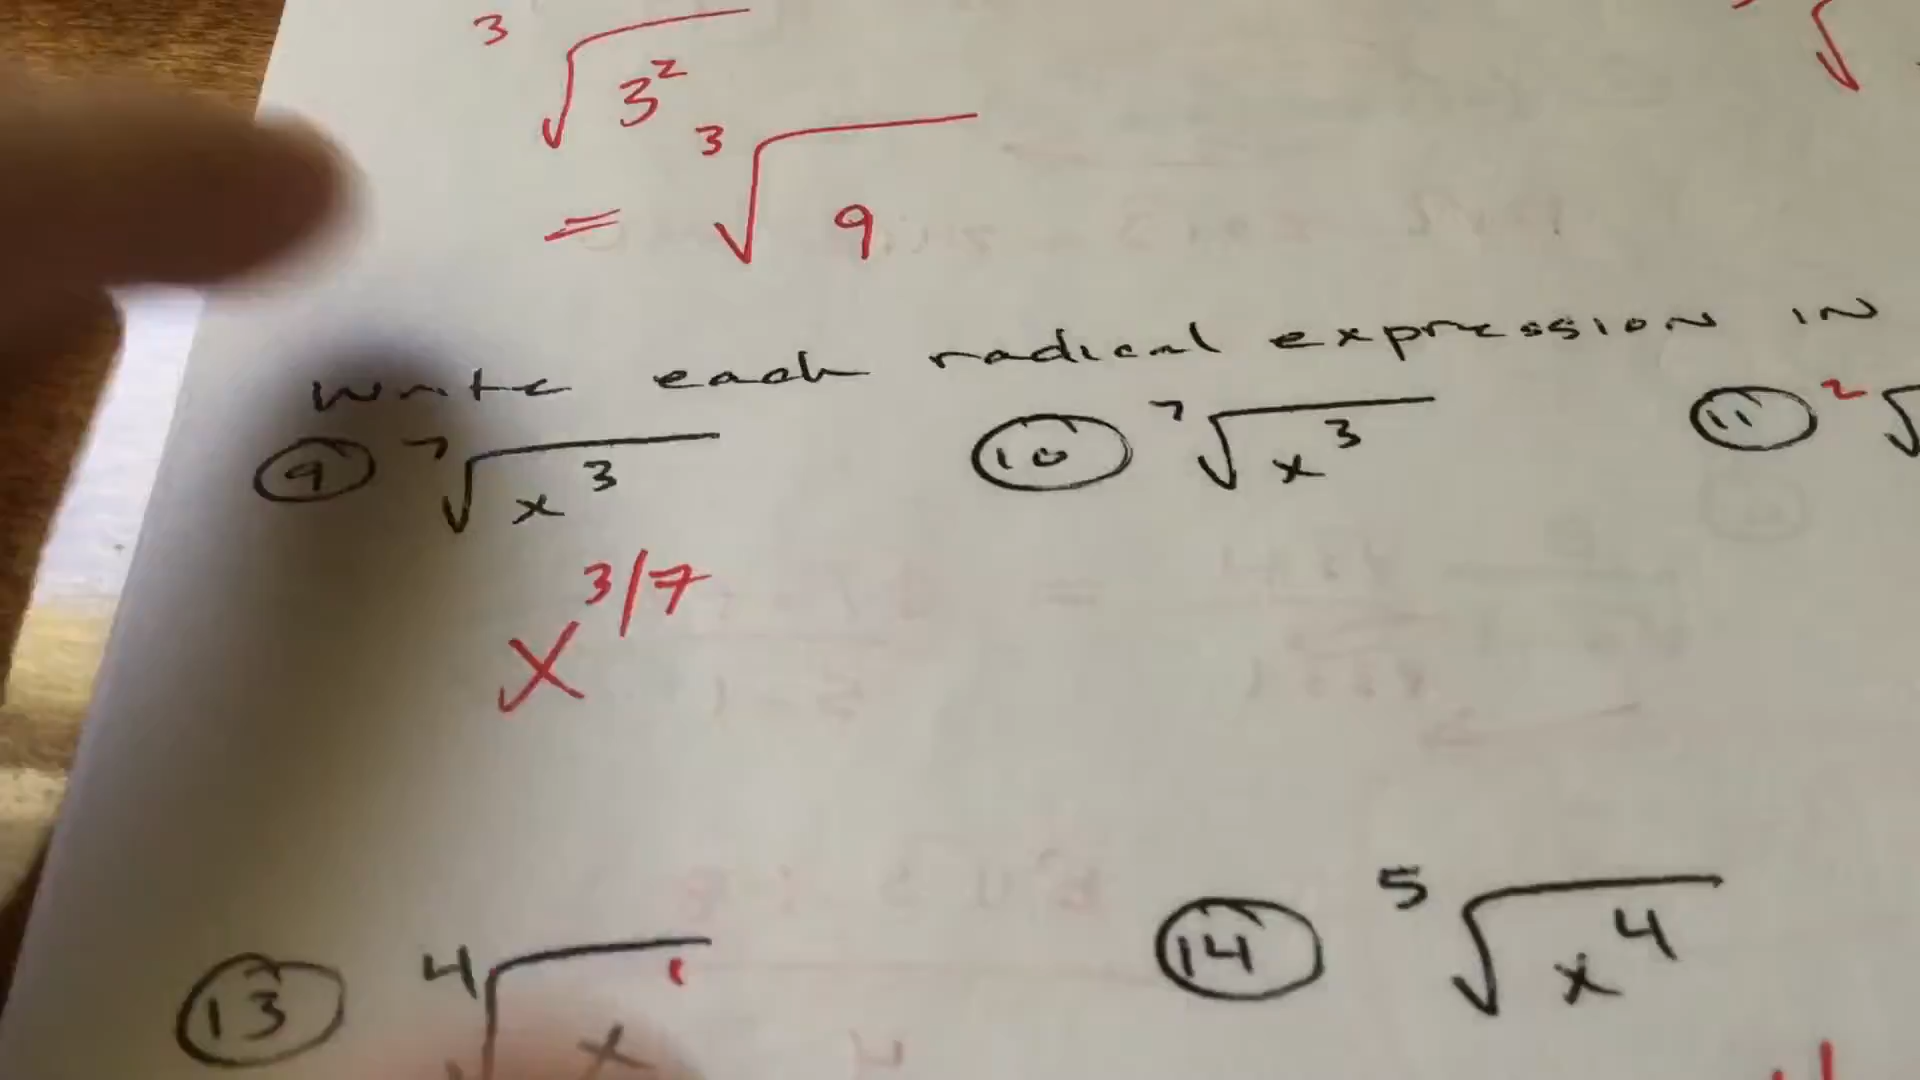 ³√3²
= ³√9
Write each radical expression in
⑨ ⁷√x³ ⑩ ⁷√x³ ⑪ ²√
x^3/7
⑬ ⁴√x¹ ⑭ ⁵√x⁴